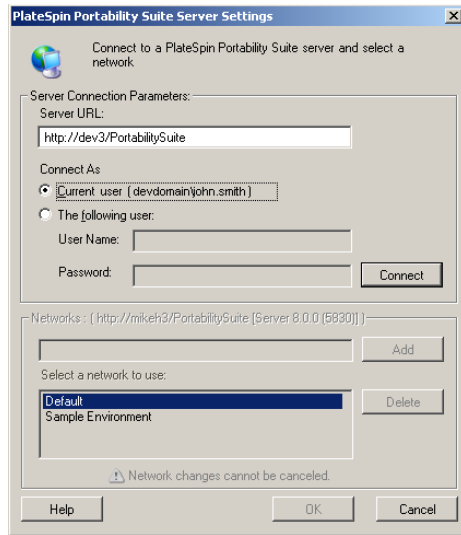 PlateSpin Portability Suite Server Settings
Connect to a PlateSpin Portability Suite server and select a
network
Server Connection Parameters:
Server URL:
http://dev3/PortabilitySuite
Connect As
Current user ( devdomain\john.smith )
The following user:
User Name:
Password:
Connect
Networks : ( http://mikeh3/PortabilitySuite [Server 8.0.0 (5830)] )
Add
Select a network to use:
Default
Sample Environment
Delete
Network changes cannot be canceled.
Help
OK
Cancel